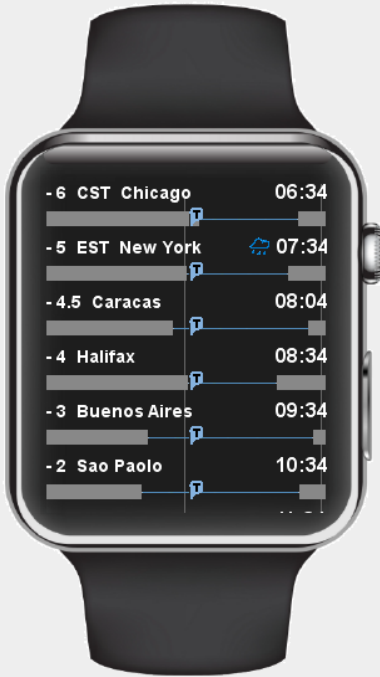 -6 CST Chicago 06:34
T
-5 EST New York 07:34
T
-4.5 Caracas 08:04
T
-4 Halifax 08:34
T
-3 Buenos Aires 09:34
T
-2 Sao Paolo 10:34
T